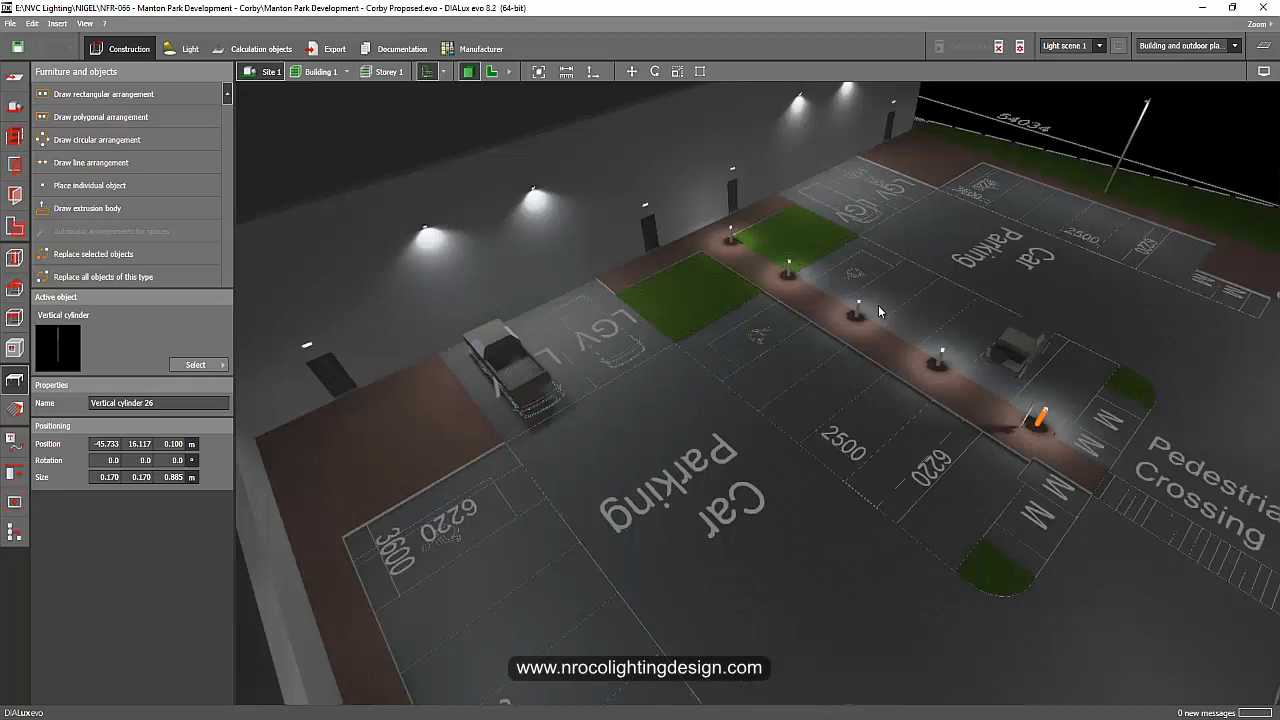 E:\NVC Lighting\NIGEL\NFR-066 - Manton Park Development - Corby\Manton Park Development - Corby Proposed.evo - DIALux evo 8.2 (64-bit)
File Edit Insert View ?
Zoom
Construction Light Calculation objects Export Documentation Manufacturer
Light scene 1 Building and outdoor pla...
Furniture and objects
Site 1 Building 1 Storey 1
Draw rectangular arrangement
Draw polygonal arrangement
Draw circular arrangement
Draw line arrangement
Place individual object
Draw extrusion body
Automatic arrangements for spaces
Replace selected objects
Replace all objects of this type
Active object
Vertical cylinder
Select
Properties
Name Vertical cylinder 26
Positioning
Position -45.733 16.117 0.100 m
Rotation 0.0 0.0 0.0 °
Size 0.170 0.170 0.885 m
54034
LGV LGV
3600
2500
6220
Car
Parking
LGV L
2500
6220
M
M
M
M
M
M
Pedestria
Crossing
Car
Parking
3600
6220
www.nrocolightingdesign.com
DIALux evo
0 new messages